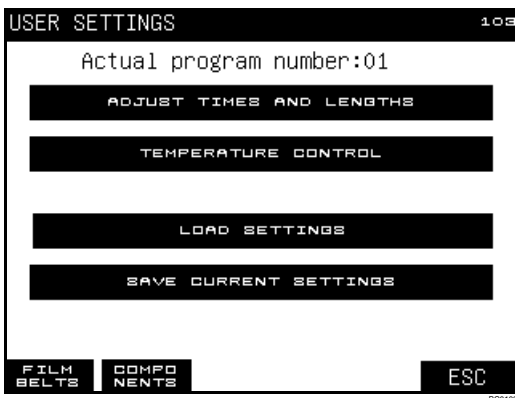 USER SETTINGS 103
Actual program number:01
ADJUST TIMES AND LENGTHS
TEMPERATURE CONTROL
LOAD SETTINGS
SAVE CURRENT SETTINGS
FILM
BELTS
COMPO
NENTS
ESC